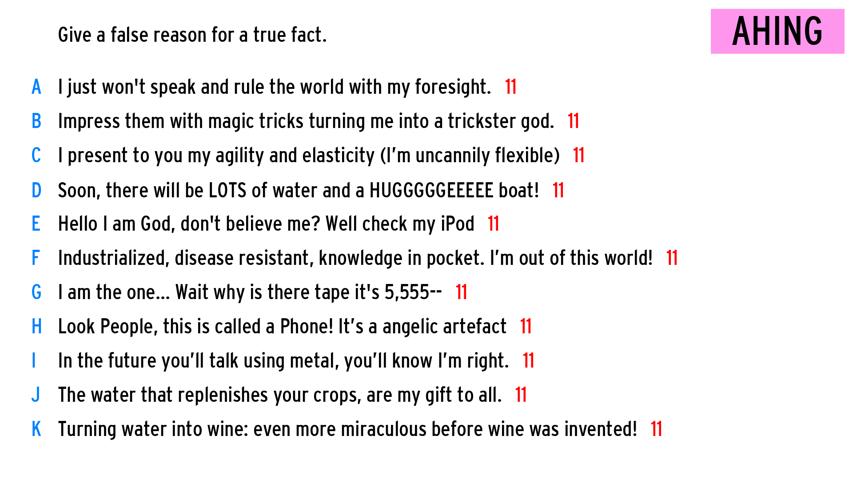 Give a false reason for a true fact.
AHING
A I just won't speak and rule the world with my foresight. 11
B Impress them with magic tricks turning me into a trickster god. 11
C I present to you my agility and elasticity (I'm uncannily flexible) 11
D Soon, there will be LOTS of water and a HUGGGGGEEEEE boat! 11
E Hello I am God, don't believe me? Well check my iPod 11
F Industrialized, disease resistant, knowledge in pocket. I'm out of this world! 11
G I am the one... Wait why is there tape it's 5,555-- 11
H Look People, this is called a Phone! It's a angelic artefact 11
I In the future you'll talk using metal, you'll know I'm right. 11
J The water that replenishes your crops, are my gift to all. 11
K Turning water into wine: even more miraculous before wine was invented! 11